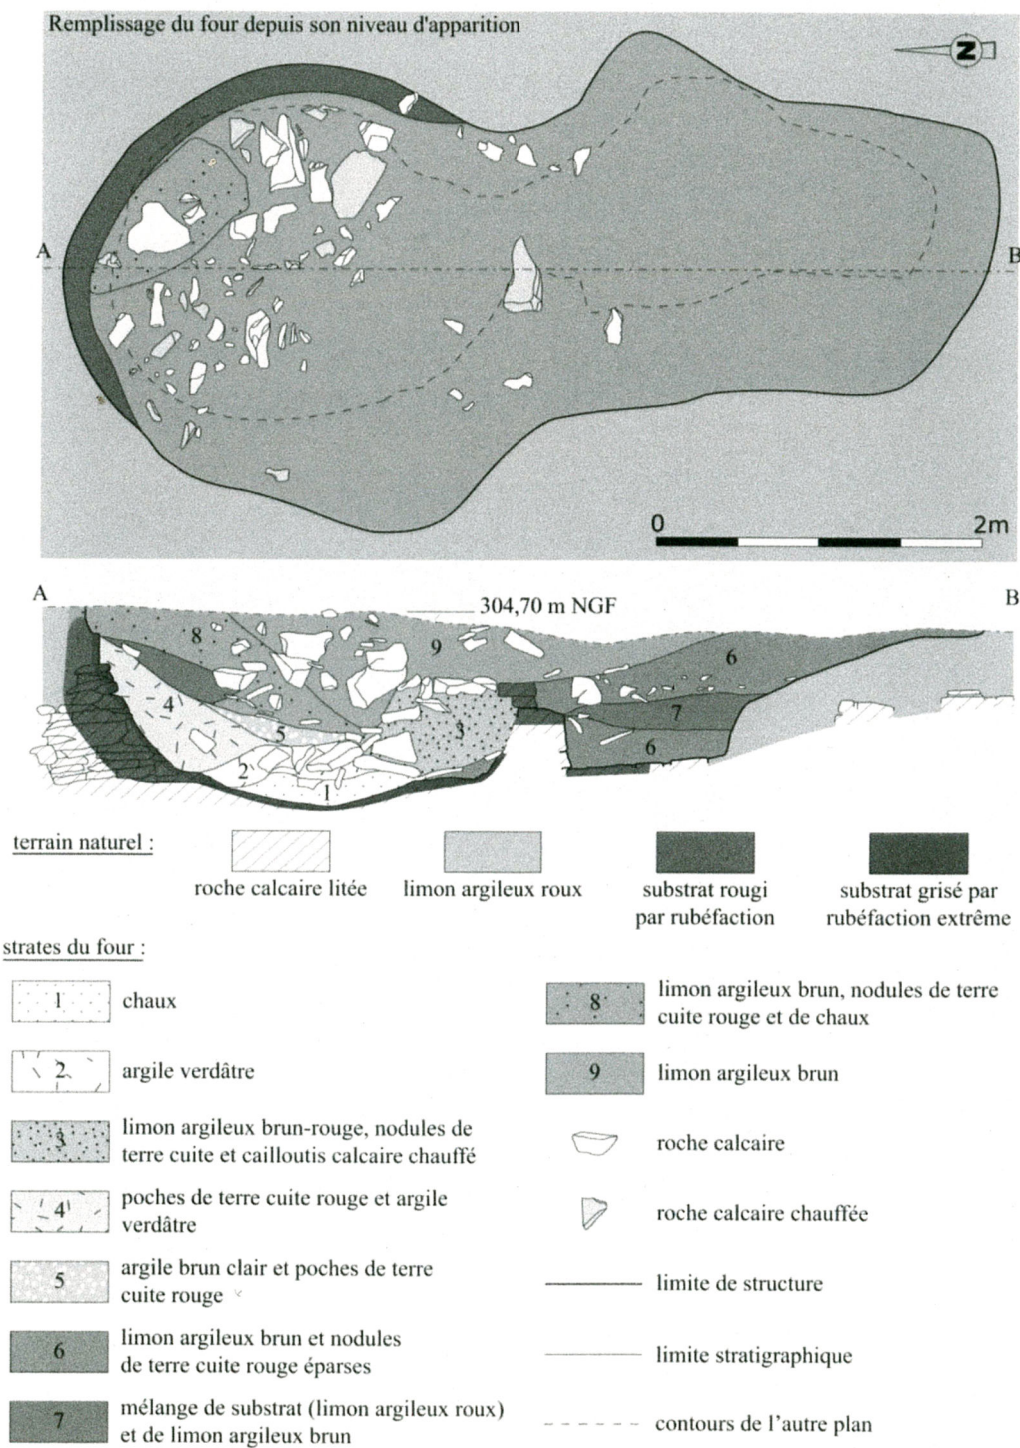 Remplissage du four depuis son niveau d'apparition
N
A
B
0
2m
A
304,70 m NGF
B
8
9
6
4
7
5
3
6
2
1
terrain naturel :
roche calcaire litée
limon argileux roux
substrat rougi
par rubéfaction
substrat grisé par
rubéfaction extrême
strates du four :
1
chaux
2
argile verdâtre
3
limon argileux brun-rouge, nodules de
terre cuite et cailloutis calcaire chauffé
4
poches de terre cuite rouge et argile
verdâtre
5
argile brun clair et poches de terre
cuite rouge
6
limon argileux brun et nodules
de terre cuite rouge éparses
7
mélange de substrat (limon argileux roux)
et de limon argileux brun
8
limon argileux brun, nodules de terre
cuite rouge et de chaux
9
limon argileux brun
roche calcaire
roche calcaire chauffée
limite de structure
limite stratigraphique
contours de l'autre plan